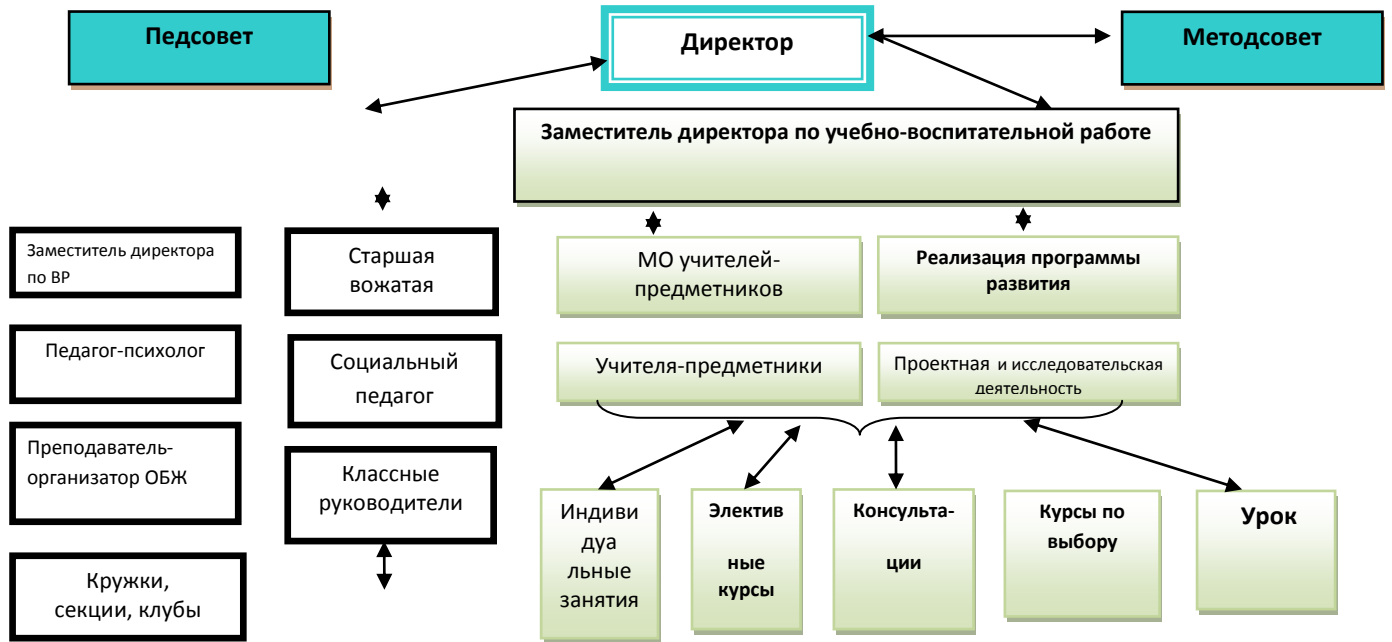 Педсовет
Директор
Методсовет
Заместитель директора по учебно-воспитательной работе
Заместитель директора
по ВР
Старшая
вожатая
МО учителей-
предметников
Реализация программы
развития
Педагог-психолог
Социальный
педагог
Учителя-предметники
Проектная и исследовательская
деятельность
Преподаватель-
организатор ОБЖ
Классные
руководители
Индиви
дуа
льные
занятия
Электив
ные
курсы
Консульта-
ции
Курсы по
выбору
Урок
Кружки,
секции, клубы